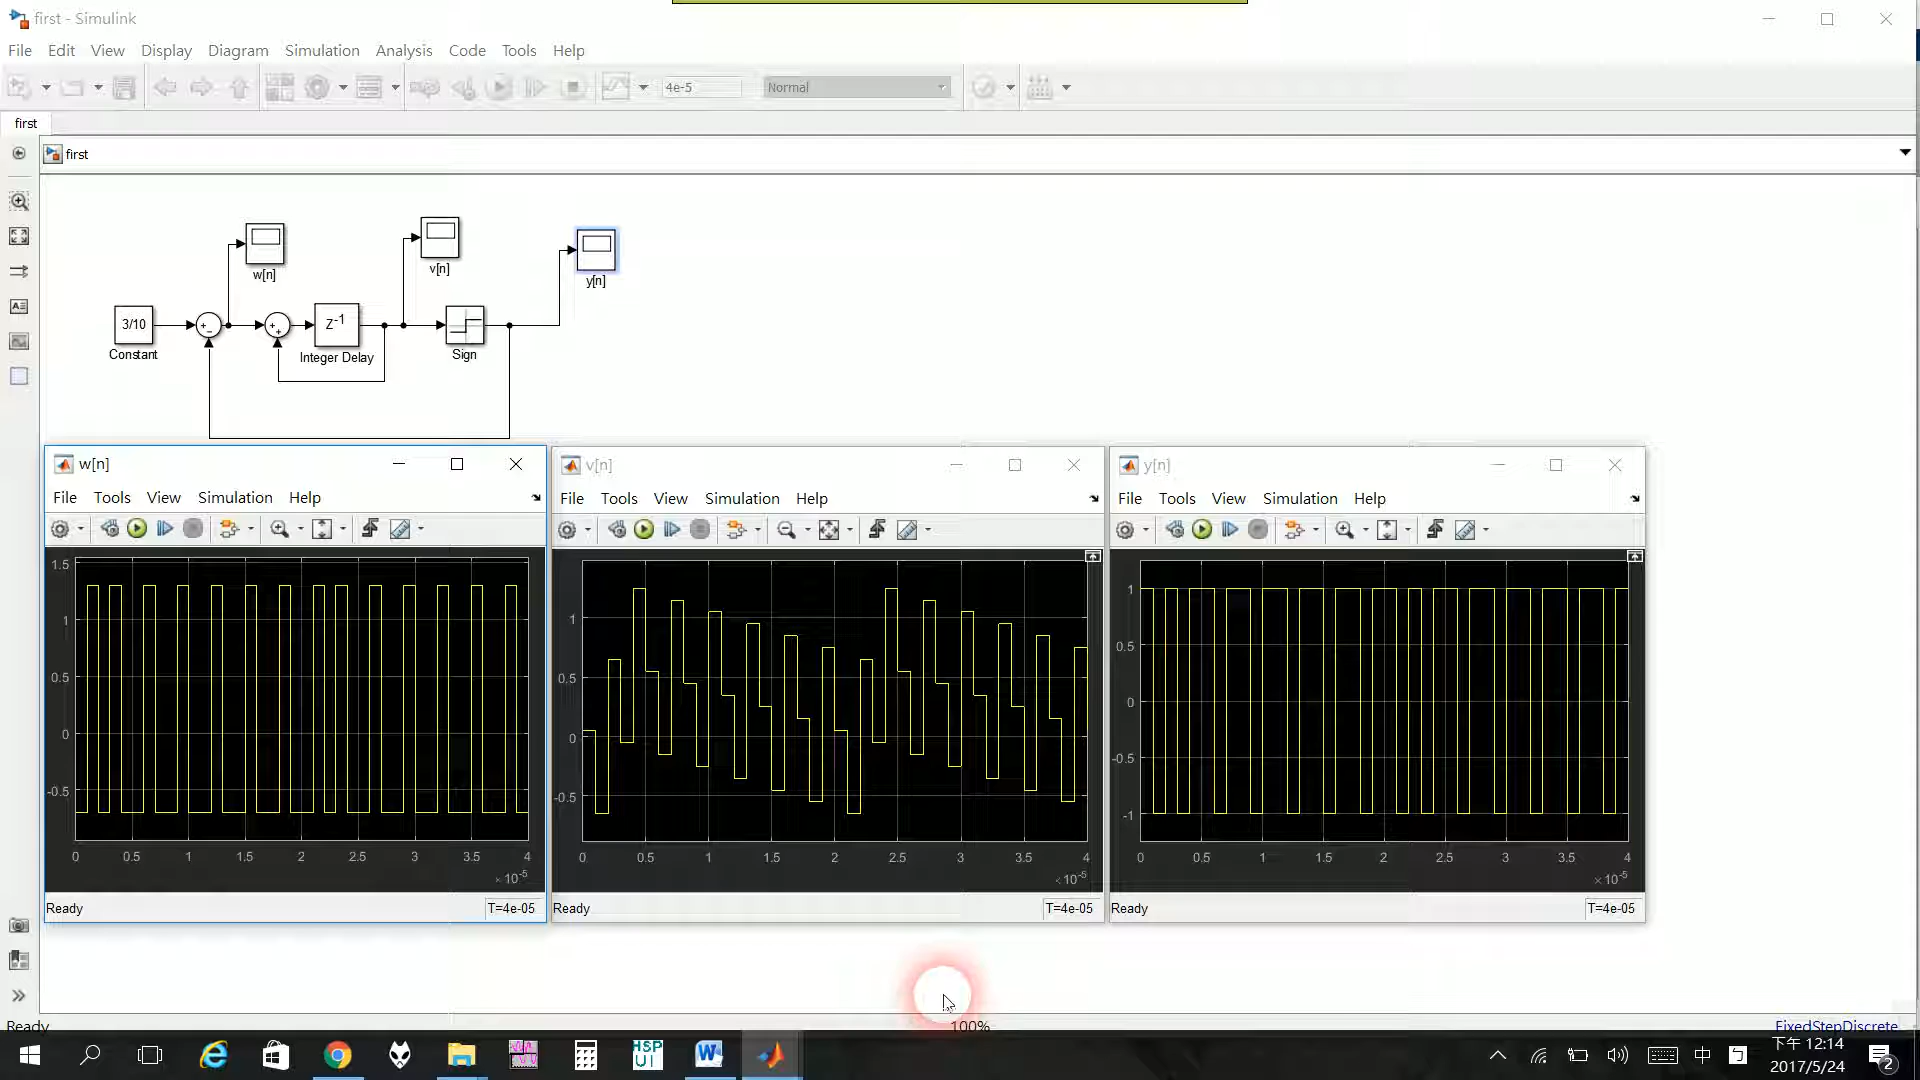 first - Simulink
File Edit View Display Diagram Simulation Analysis Code Tools Help
4e-5 Normal
first
first
w[n]
v[n]
y[n]
3/10
Constant
+
-
+
+
Z-1
Integer Delay
Sign
w[n]
File Tools View Simulation Help
1.5
1
0.5
0
-0.5
0 0.5 1 1.5 2 2.5 3 3.5 4
×10-5
Ready T=4e-05
v[n]
File Tools View Simulation Help
1
0.5
0
-0.5
0 0.5 1 1.5 2 2.5 3 3.5 4
×10-5
Ready T=4e-05
y[n]
File Tools View Simulation Help
1
0.5
0
-0.5
-1
0 0.5 1 1.5 2 2.5 3 3.5 4
×10-5
Ready T=4e-05
Ready 100% FixedStepDiscrete
HSP
UI
中
下午 12:14
2017/5/24
2